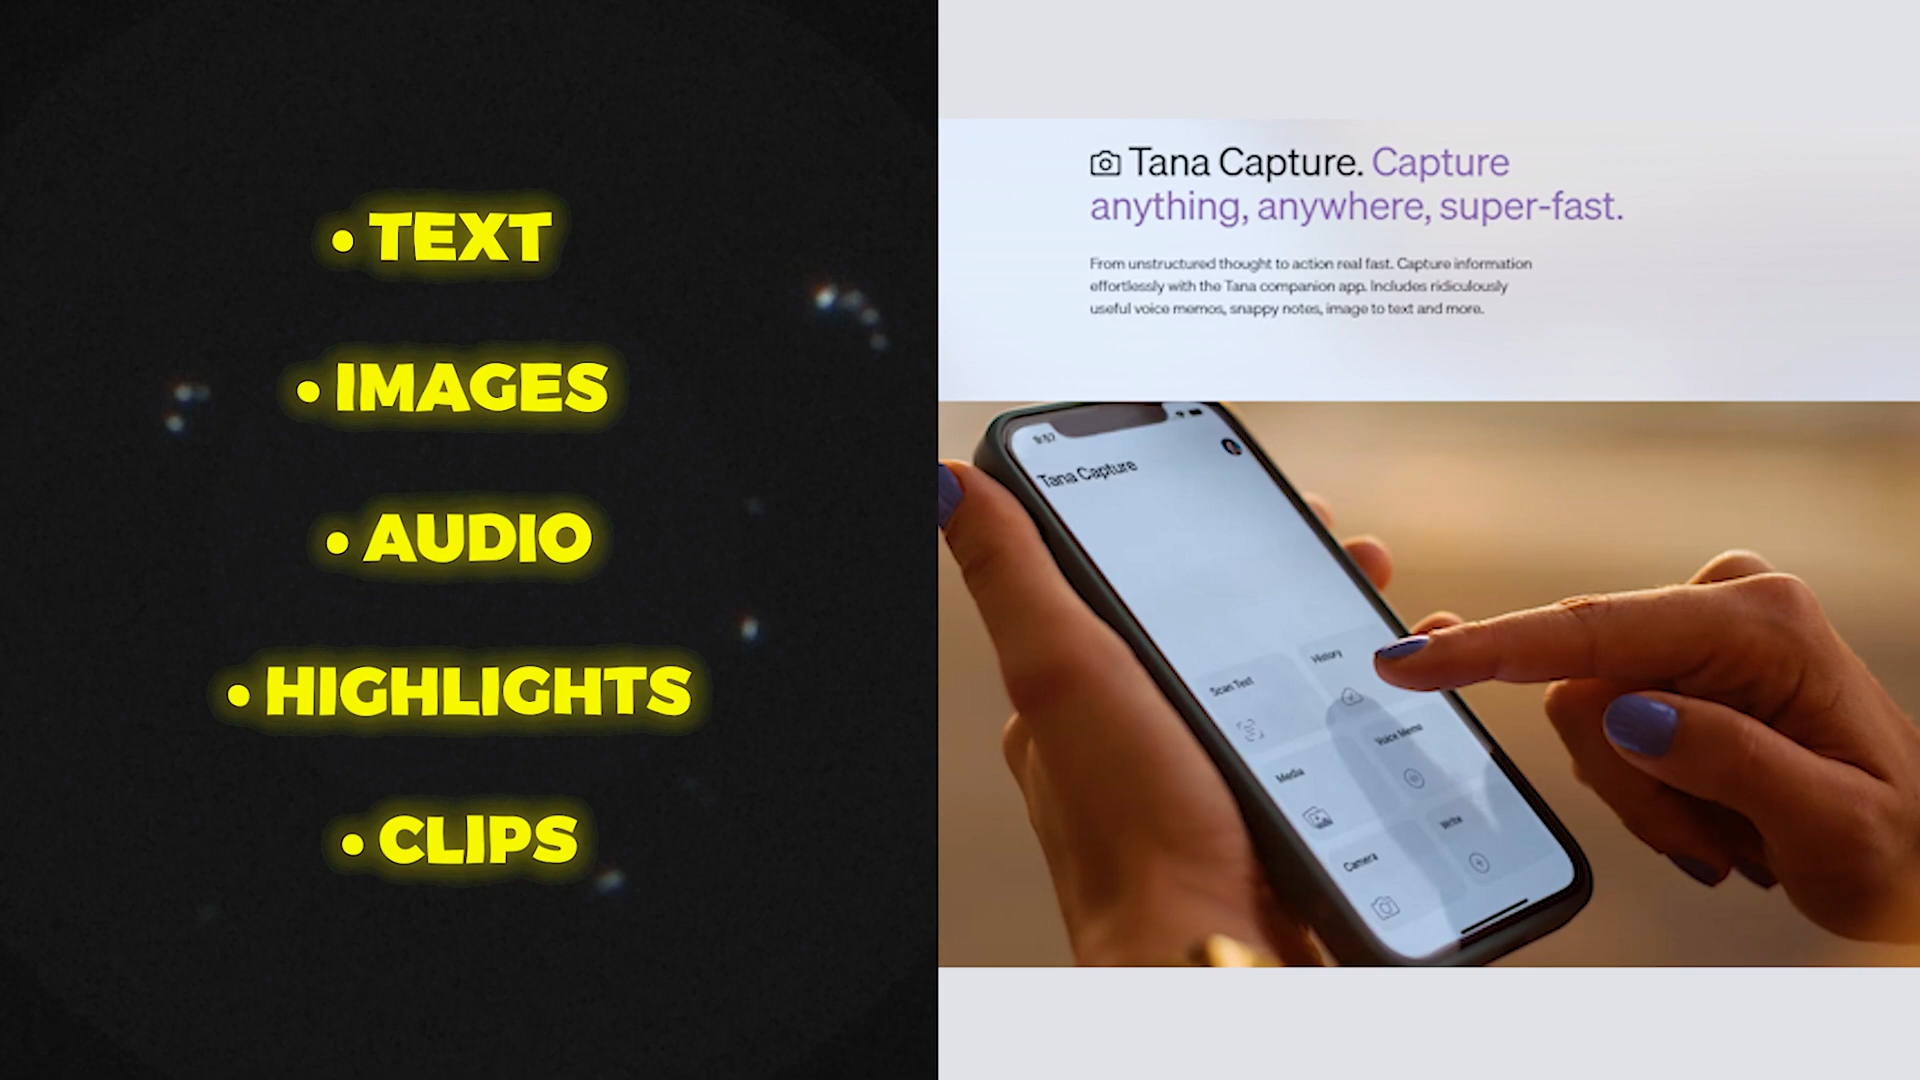 • TEXT
• IMAGES
• AUDIO
• HIGHLIGHTS
• CLIPS
Tana Capture. Capture
anything, anywhere, super-fast.
From unstructured thought to action real fast. Capture information
effortlessly with the Tana companion app. Includes ridiculously
useful voice memos, snappy notes, image to text and more.
9:57
Tana Capture
History
Scan Text
Voice Memo
Media
Write
Camera